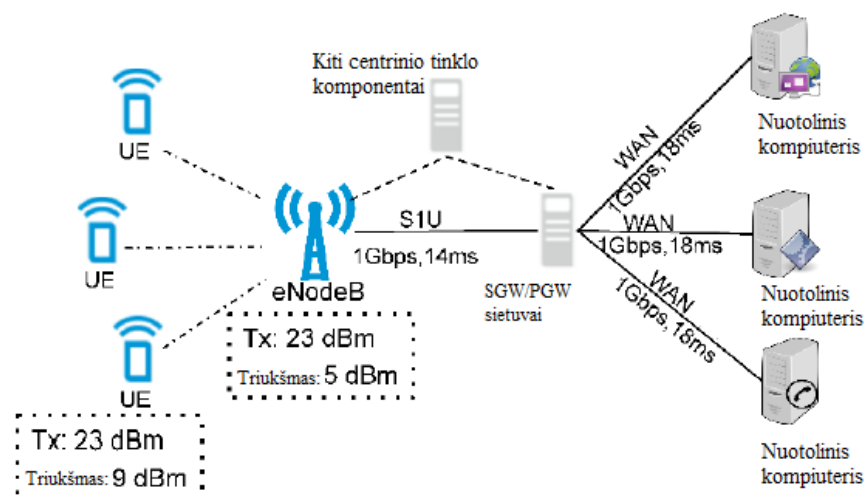 Kiti centrinio tinklo
komponentai
UE
UE
UE
eNodeB
Tx: 23 dBm
Triukšmas: 5 dBm
Tx: 23 dBm
Triukšmas: 9 dBm
S1U
1Gbps,14ms
SGW/PGW
sietuvai
WAN
1Gbps,18ms
WAN
1Gbps,18ms
WAN
1Gbps,18ms
Nuotolinis
kompiuteris
Nuotolinis
kompiuteris
Nuotolinis
kompiuteris